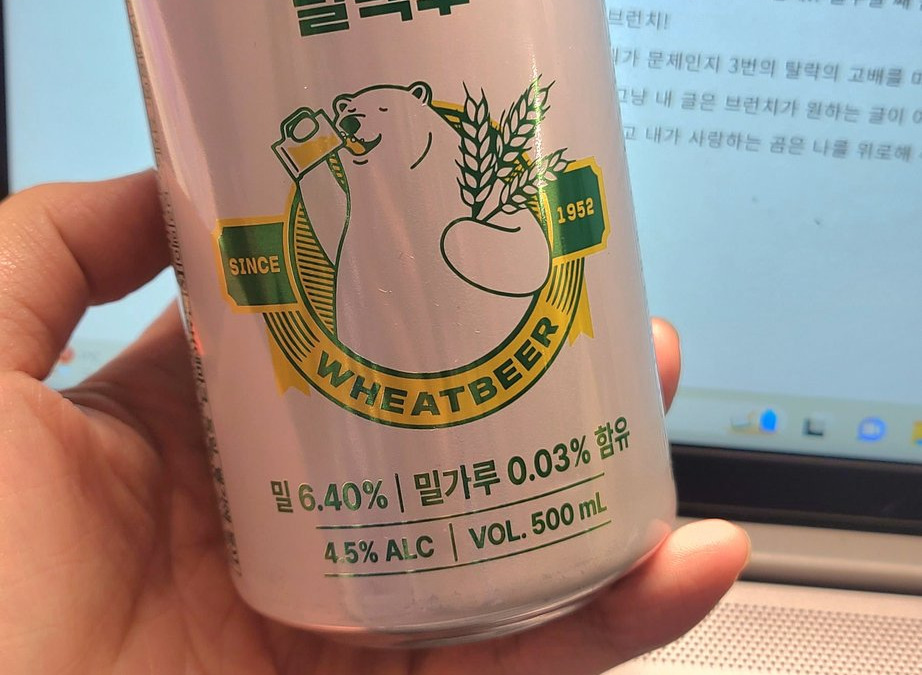 브런치!
가 문제인지 3번의 탈락의 고배를
그냥 내 글은 브런치가 원하는 글이
고 내가 사랑하는 곰은 나를 위로해
SINCE
1952
WHEATBEER
밀 6.40% | 밀가루 0.03% 함유
4.5% ALC | VOL. 500 mL